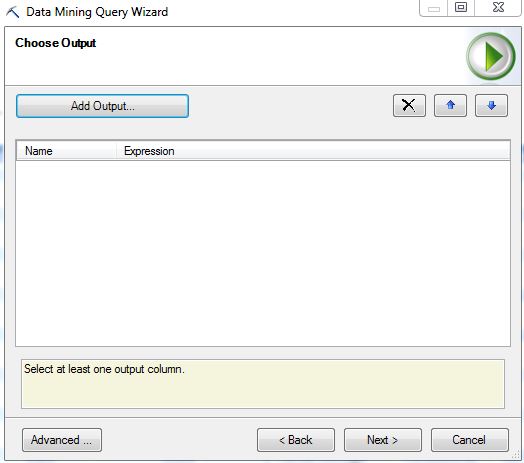 Data Mining Query Wizard
Choose Output
Add Output...
Name Expression
Select at least one output column.
Advanced ... < Back Next > Cancel